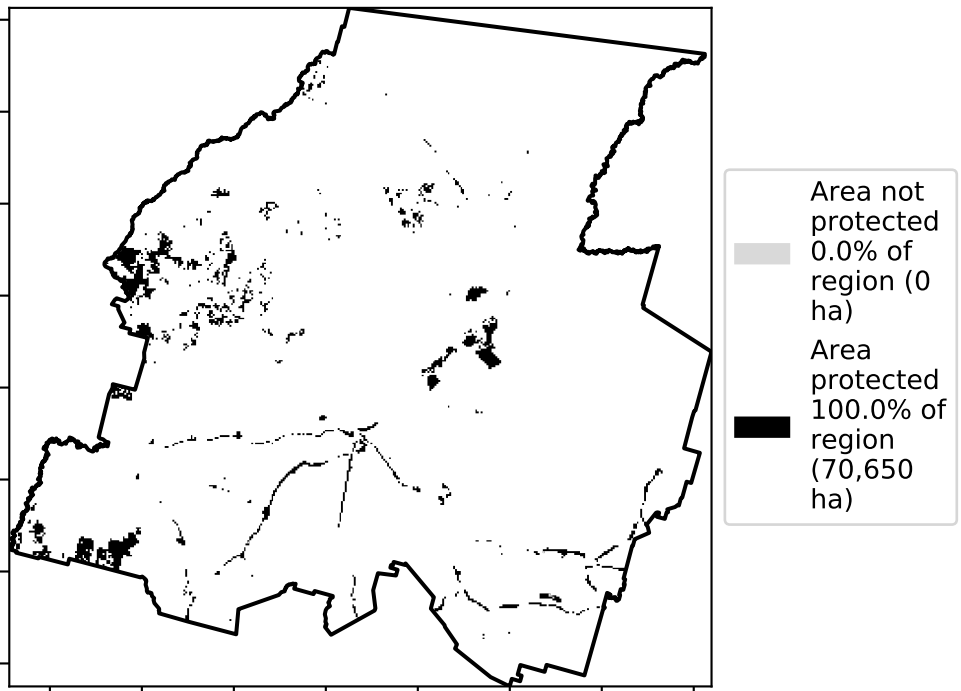 Area not
protected
0.0% of
region (0
ha)
Area
protected
100.0% of
region
(70,650
ha)